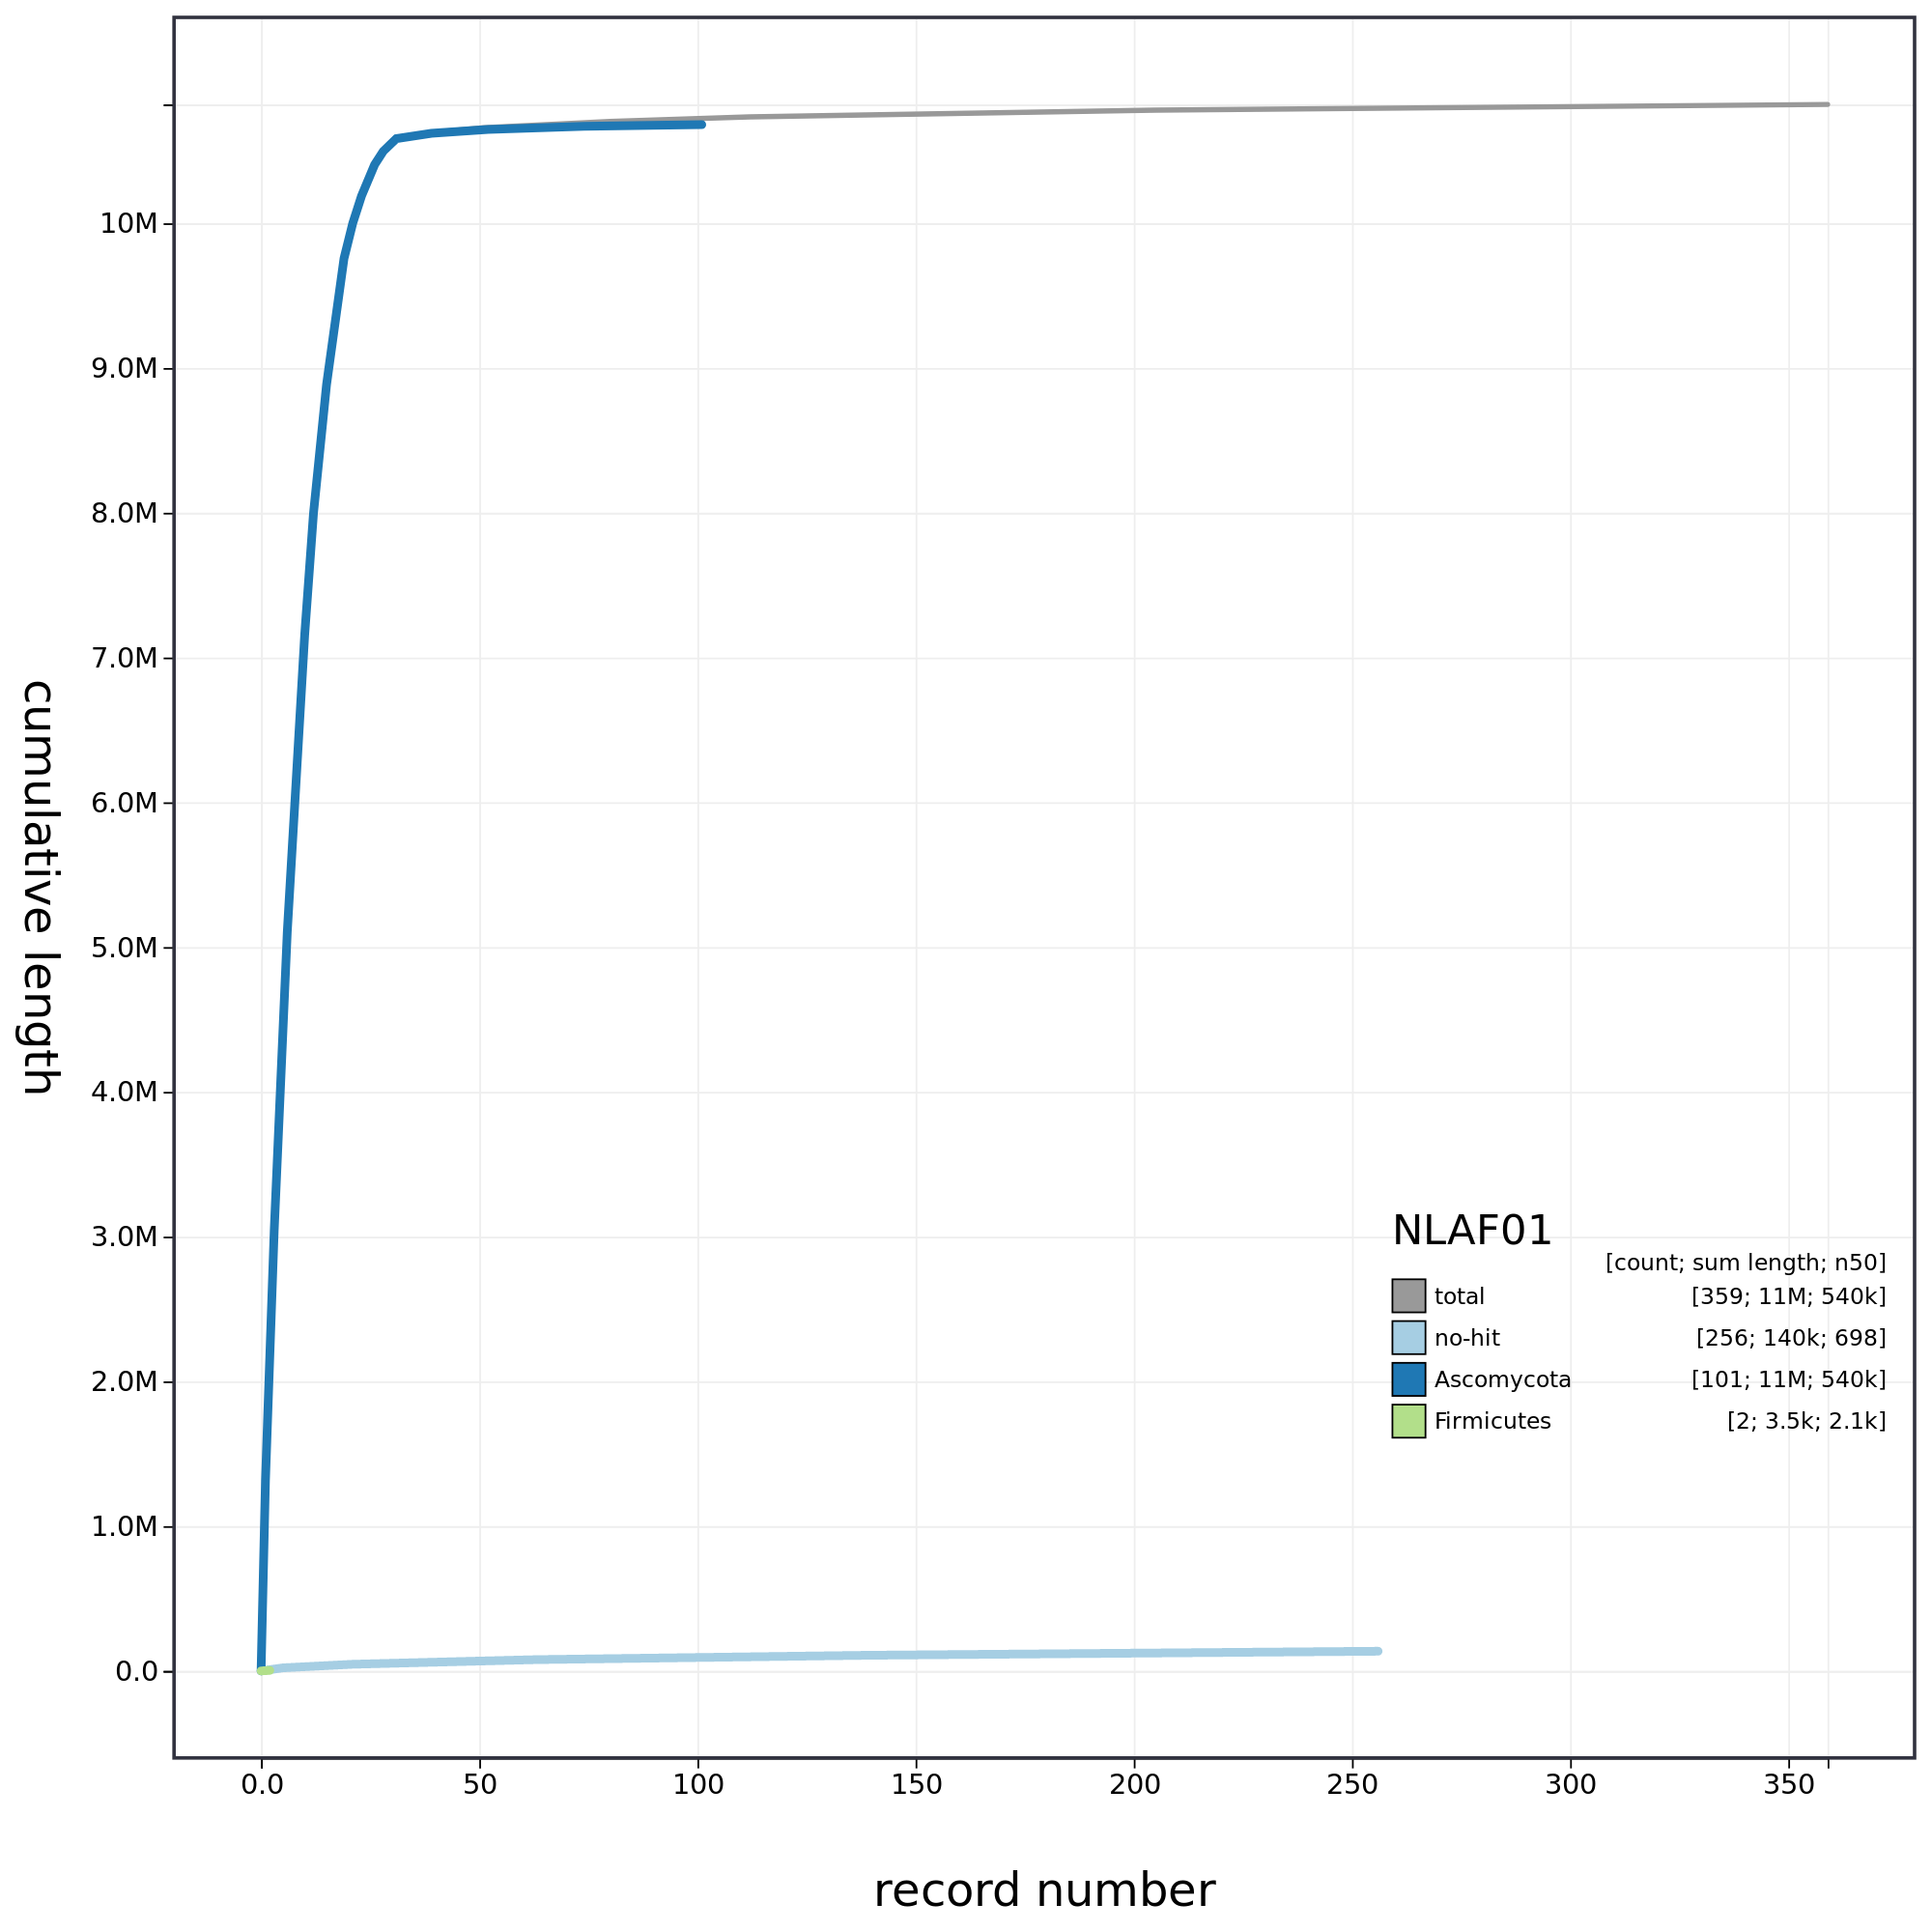 10M
9.0M
8.0M
7.0M
6.0M
5.0M
4.0M
3.0M
2.0M
1.0M
0.0
cumulative length
NLAF01
[count; sum length; n50]
total [359; 11M; 540k]
no-hit [256; 140k; 698]
Ascomycota [101; 11M; 540k]
Firmicutes [2; 3.5k; 2.1k]
0.0 50 100 150 200 250 300 350
record number